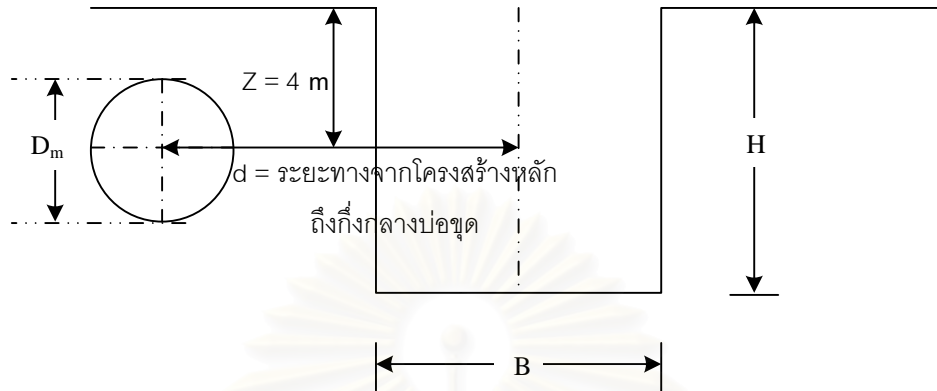 Z = 4 m
Dm
H
d = ระยะทางจากโครงสร้างหลัก
ถึงกึ่งกลางบ่อขุด
B